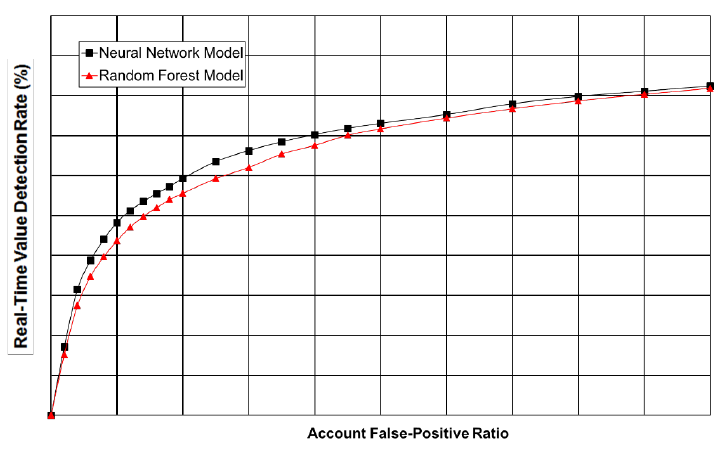 Neural Network Model
Random Forest Model
Real-Time Value Detection Rate (%)
Account False-Positive Ratio